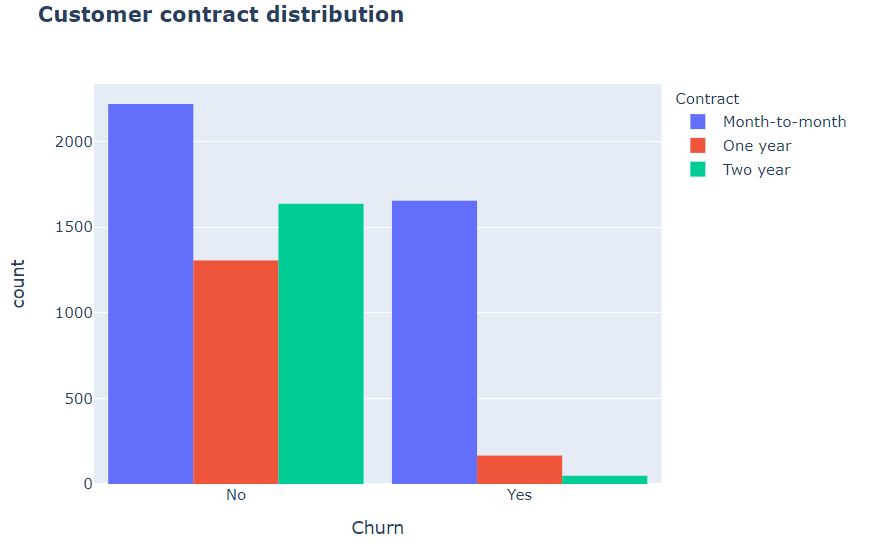 Customer contract distribution
Contract
Month-to-month
One year
Two year
2000
1500
1000
500
0
count
No
Yes
Churn